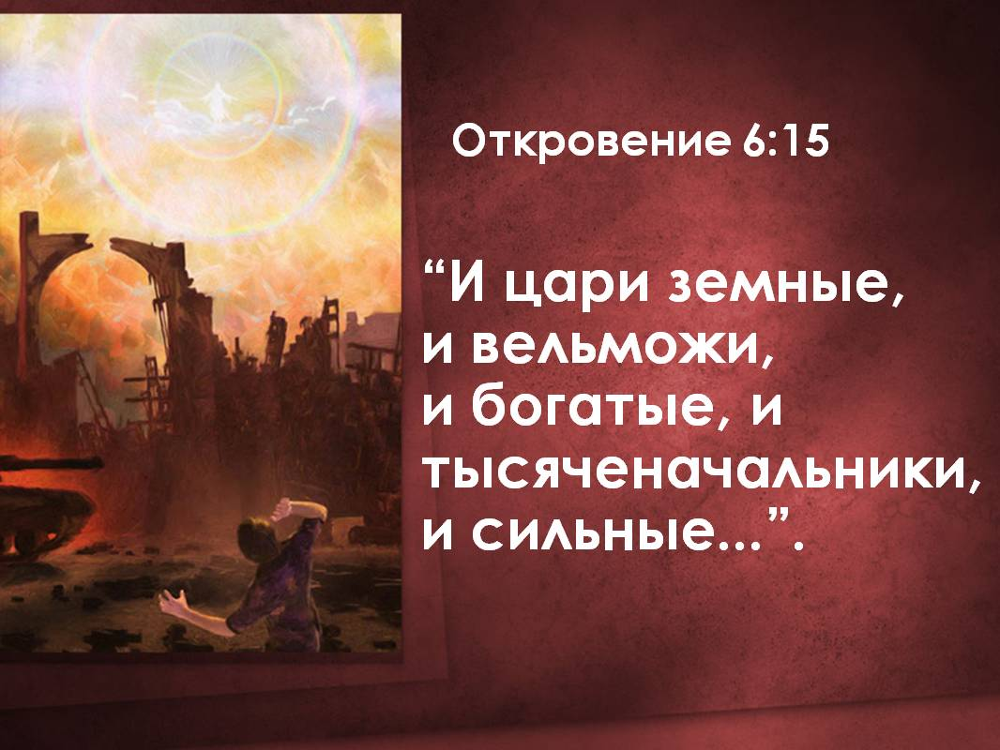 Откровение 6:15
“И цари земные,
и вельможи,
и богатые, и
тысяченачальники,
и сильные...”.